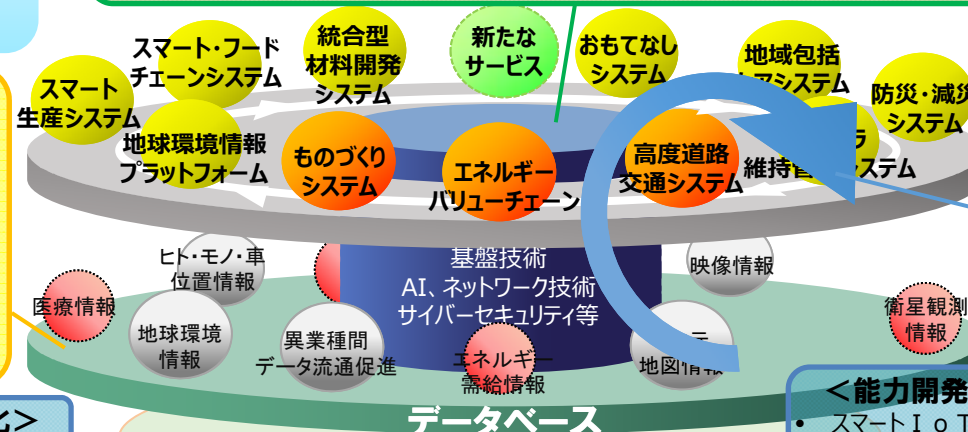 スマート・フード
チェーンシステム
統合型
材料開発
システム
新たな
サービス
おもてなし
システム
地域包括
アシステム
防災・減災
システム
スマート
生産システム
地球環境情報
プラットフォーム
ものづくり
システム
エネルギー
バリューチェーン
高度道路
交通システム
ラ
維持管
ステム
ヒト・モノ・車
位置情報
基盤技術
AI、ネットワーク技術
サイバーセキュリティ等
映像情報
医療情報
地球環境
情報
異業種間
データ流通促進
エネルギー
需給情報
地図情報
衛星観測
情報
データベース
<能力開発
• スマートＩｏＴ
化>